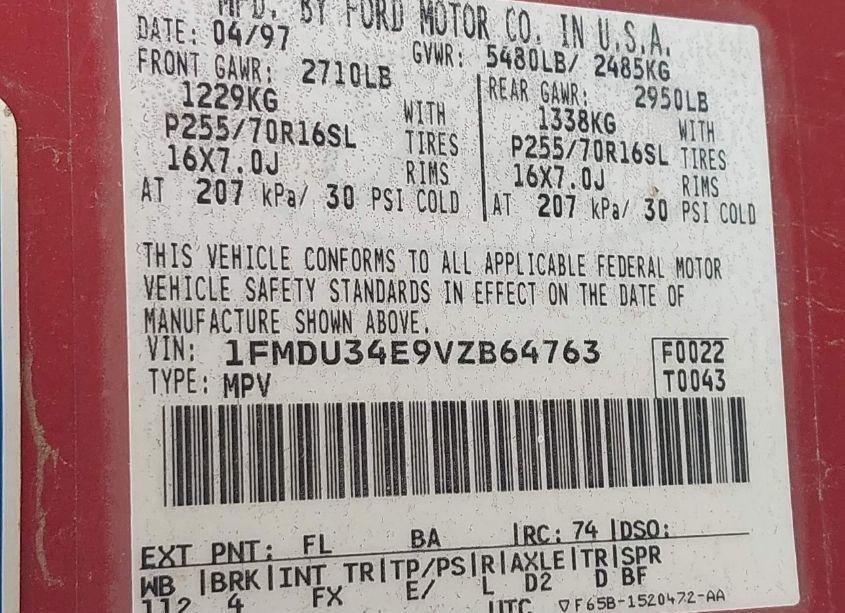 MFD. BY FORD MOTOR CO. IN U.S.A.
DATE: 04/97 GVWR: 5480LB/ 2485KG
FRONT GAWR: 2710LB REAR GAWR: 2950LB
1229KG WITH 1338KG WITH
P255/70R16SL TIRES P255/70R16SL TIRES
16X7.0J RIMS 16X7.0J RIMS
AT 207 kPa/ 30 PSI COLD AT 207 kPa/ 30 PSI COLD
THIS VEHICLE CONFORMS TO ALL APPLICABLE FEDERAL MOTOR
VEHICLE SAFETY STANDARDS IN EFFECT ON THE DATE OF
MANUFACTURE SHOWN ABOVE.
VIN: 1FMDU34E9VZB64763 F0022
TYPE: MPV T0043
EXT PNT: FL BA RC: 74 DSO:
WB BRK INT TR TP/PS R AXLE TR SPR
112 4 FX E/ L D2 D BF
UTC ▽F65B-1520472-AA